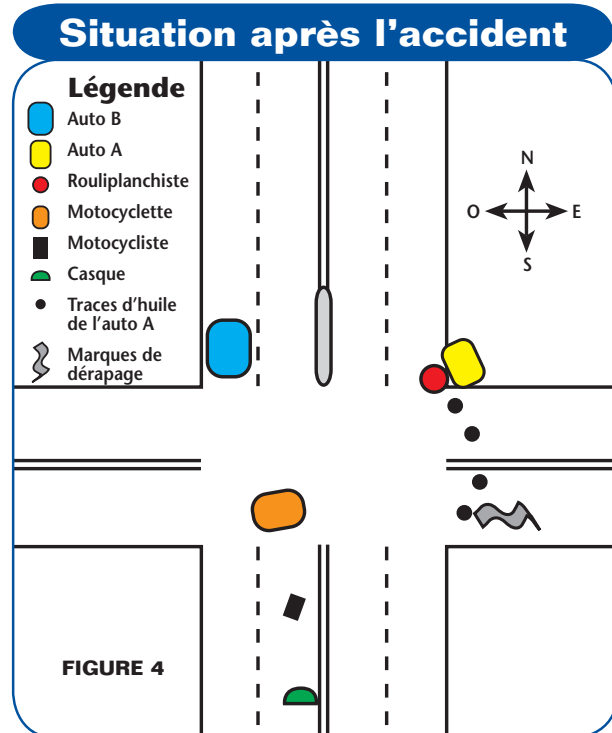 Situation après l'accident
Légende
Auto B
Auto A
Rouliplanchiste
Motocyclette
Motocycliste
Casque
Traces d'huile
de l'auto A
Marques de
dérapage
N
O
E
S
FIGURE 4